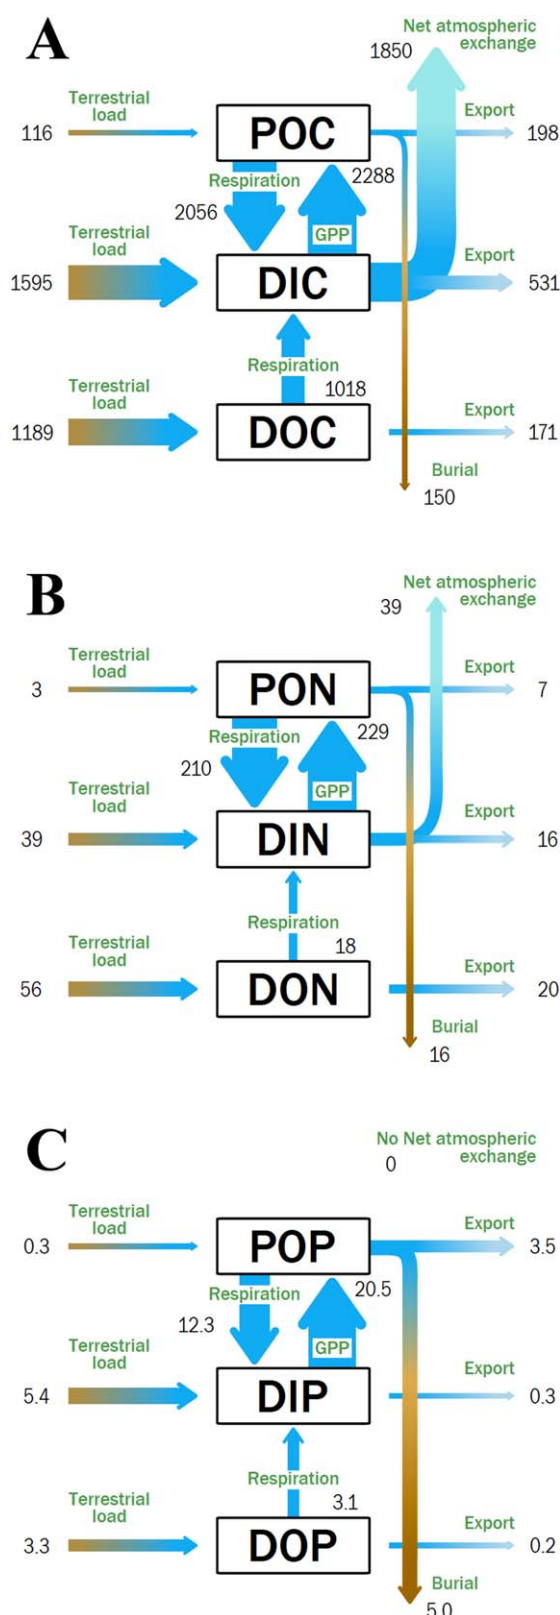 A
Net atmospheric
exchange
1850
Terrestrial
load
116
POC
Export
198
Respiration
2288
2056
GPP
Terrestrial
load
1595
DIC
Export
531
Respiration
1018
Terrestrial
load
1189
DOC
171
Burial
150
B
Net atmospheric
exchange
39
Terrestrial
load
3
PON
Export
7
Respiration
229
210
GPP
Terrestrial
load
39
DIN
Export
16
Respiration
18
Terrestrial
load
56
DON
Export
20
Burial
16
C
No Net atmospheric
exchange
0
Terrestrial
load
0.3
POP
Export
3.5
Respiration
20.5
12.3
GPP
Terrestrial
load
5.4
DIP
Export
0.3
Respiration
3.1
Terrestrial
load
3.3
DOP
Export
0.2
Burial
5.0